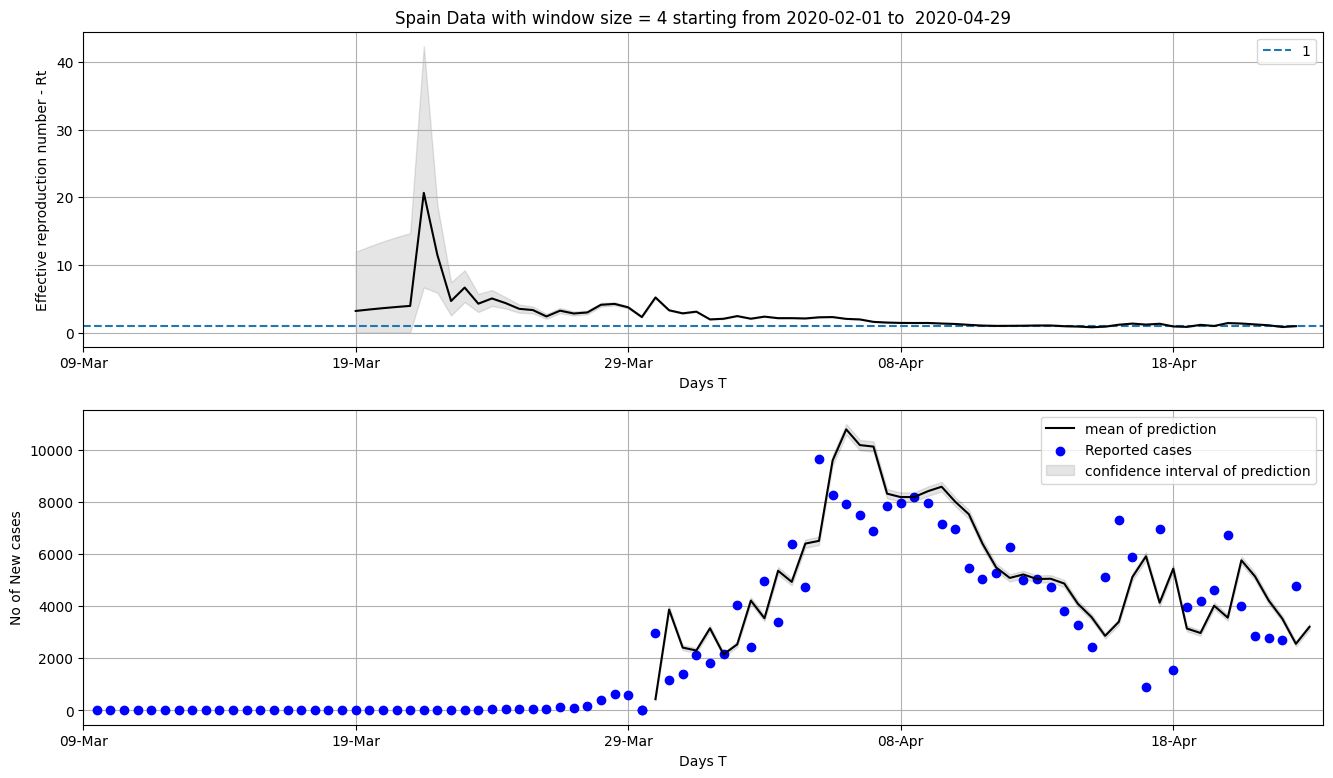 Spain Data with window size = 4 starting from 2020-02-01 to  2020-04-29
Effective reproduction number - Rt
40
30
20
10
0
1
09-Mar 19-Mar 29-Mar 08-Apr 18-Apr
Days T
No of New cases
10000
8000
6000
4000
2000
0
mean of prediction
Reported cases
confidence interval of prediction
09-Mar 19-Mar 29-Mar 08-Apr 18-Apr
Days T